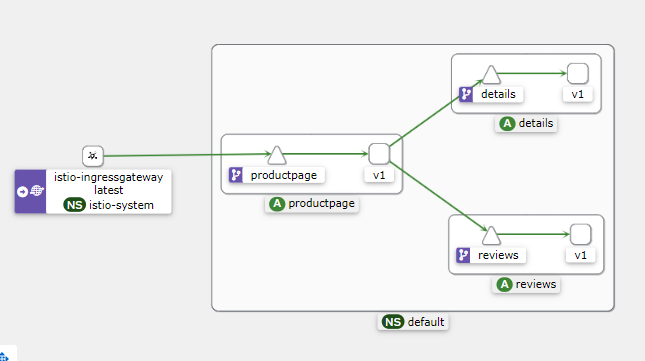 istio-ingressgateway
latest
NS istio-system
productpage
v1
A productpage
details
v1
A details
reviews
v1
A reviews
NS default